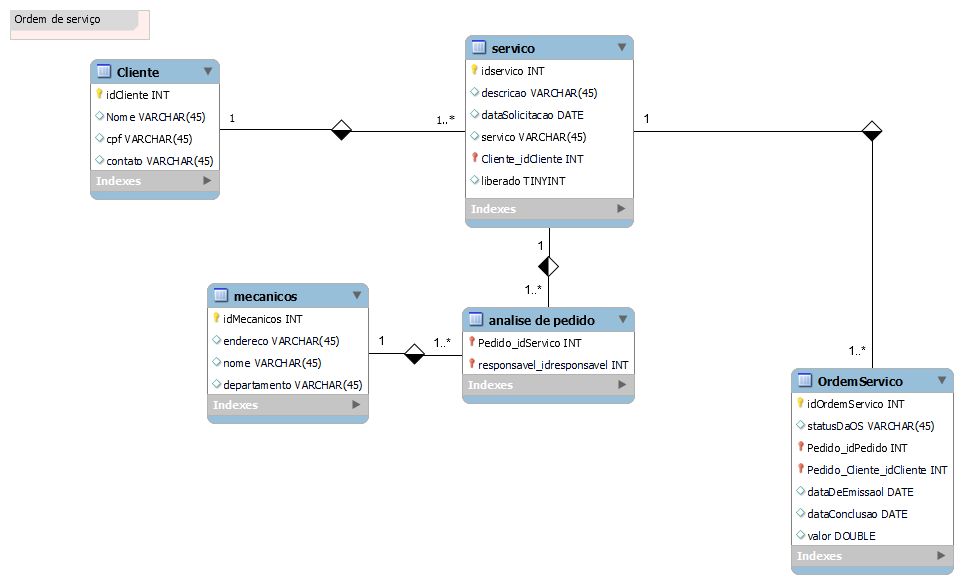 Ordem de serviço
Cliente
idCliente INT
Nome VARCHAR(45)
cpf VARCHAR(45)
contato VARCHAR(45)
Indexes
1
1..*
servico
idservico INT
descricao VARCHAR(45)
dataSolicitacao DATE
servico VARCHAR(45)
Cliente_idCliente INT
liberado TINYINT
Indexes
1
1
1..*
mecanicos
idMecanicos INT
endereco VARCHAR(45)
nome VARCHAR(45)
departamento VARCHAR(45)
Indexes
1
1..*
analise de pedido
Pedido_idServico INT
responsavel_idresponsavel INT
Indexes
1..*
OrdemServico
idOrdemServico INT
statusDaOS VARCHAR(45)
Pedido_idPedido INT
Pedido_Cliente_idCliente INT
dataDeEmissaol DATE
dataConclusao DATE
valor DOUBLE
Indexes